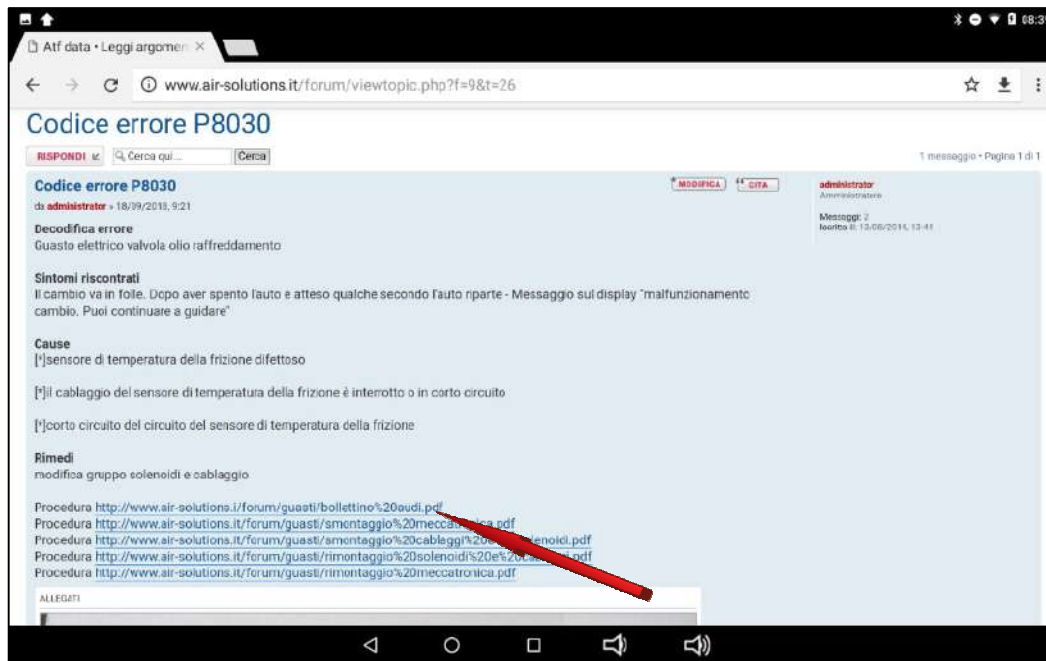 08:3
Atf data • Leggi argomen
www.air-solutions.it/forum/viewtopic.php?f=9&t=26
Codice errore P8030
RISPONDI Cerca qui... Cerca
1 messaggio • Pagina 1 di 1
Codice errore P8030
MODIFICA CITA
da administrator » 18/09/2018, 9:21
administrator
Amministratore
Messaggi: 2
Iscritto il:
Decodifica errore
Guasto elettrico valvola olio raffreddamento
Sintomi riscontrati
Il cambio va in folle. Dopo aver spento l'auto e atteso qualche secondo l'auto riparte - Messaggio sul display "malfunzionamento
cambio. Puoi continuare a guidare"
Cause
[*]sensore di temperatura della frizione difettoso
[*]il cablaggio del sensore di temperatura della frizione è interrotto o in corto circuito
[*]corto circuito del circuito del sensore di temperatura della frizione
Rimedi
modifica gruppo solenoidi e cablaggio
Procedura http://www.air-solutions.i/forum/guasti/bollettino%20audi.pdf
Procedura http://www.air-solutions.it/forum/guasti/smontaggio%20meccatronica.pdf
Procedura http://www.air-solutions.it/forum/guasti/smontaggio%20cablaggi%20e
Procedura http://www.air-solutions.it/forum/guasti/rimontaggio%20solenoidi%20e%20
Procedura http://www.air-solutions.it/forum/guasti/rimontaggio%20meccatronica.pdf
ALLEGATI